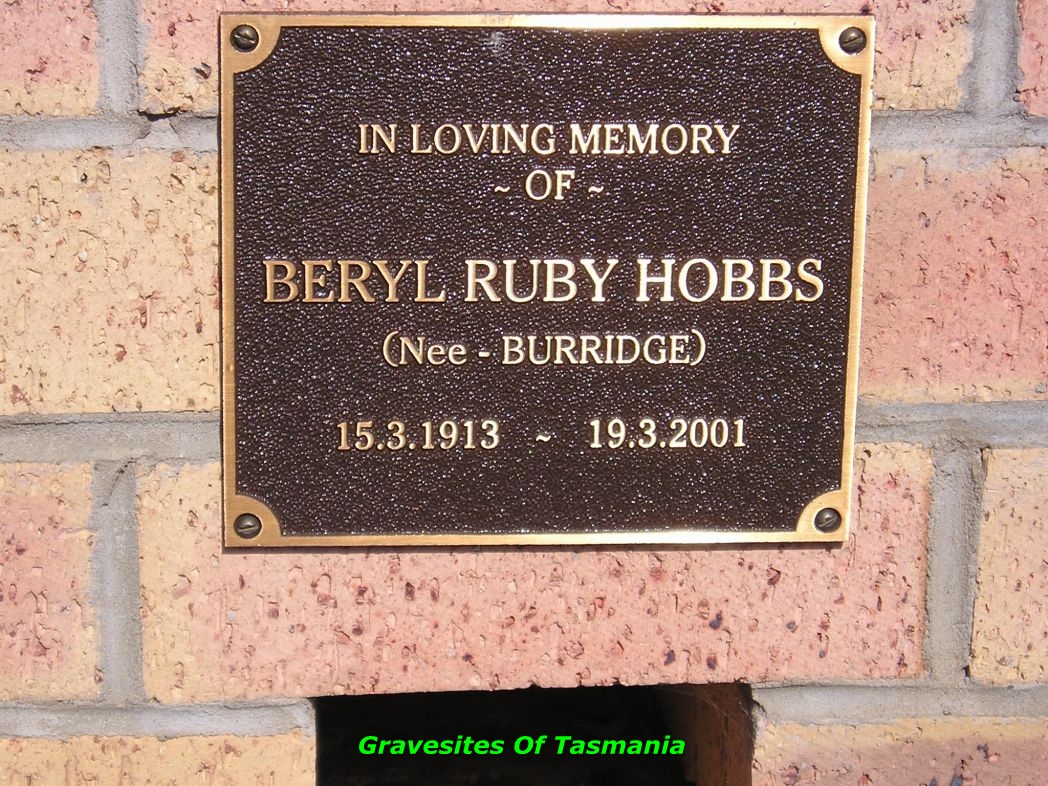 IN LOVING MEMORY
~ OF ~
BERYL RUBY HOBBS
(Nee - BURRIDGE)
15.3.1913 ~ 19.3.2001
Gravesites Of Tasmania